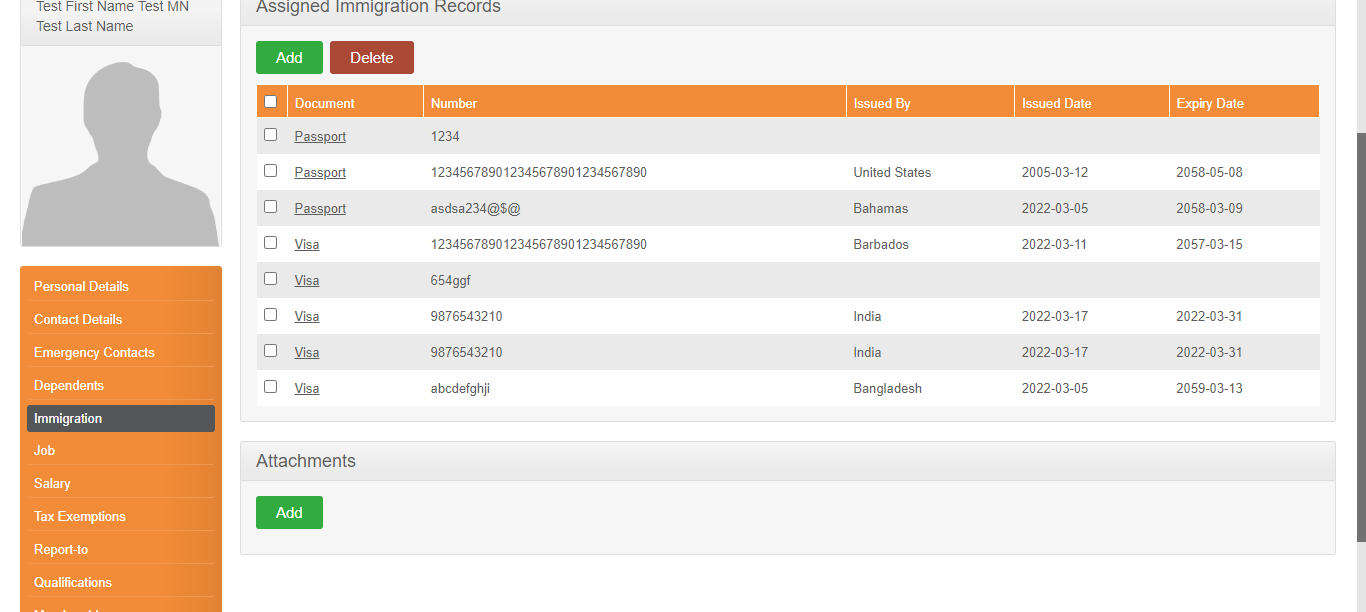 Test First Name Test MN
Test Last Name
Personal Details
Contact Details
Emergency Contacts
Dependents
Immigration
Job
Salary
Tax Exemptions
Report-to
Qualifications
Assigned Immigration Records
Add Delete
Document Number Issued By Issued Date Expiry Date
Passport 1234
Passport 123456789012345678901234567890 United States 2005-03-12 2058-05-08
Passport asdsa234@$@ Bahamas 2022-03-05 2058-03-09
Visa 123456789012345678901234567890 Barbados 2022-03-11 2057-03-15
Visa 654ggf
Visa 9876543210 India 2022-03-17 2022-03-31
Visa 9876543210 India 2022-03-17 2022-03-31
Visa abcdefghji Bangladesh 2022-03-05 2059-03-13
Attachments
Add